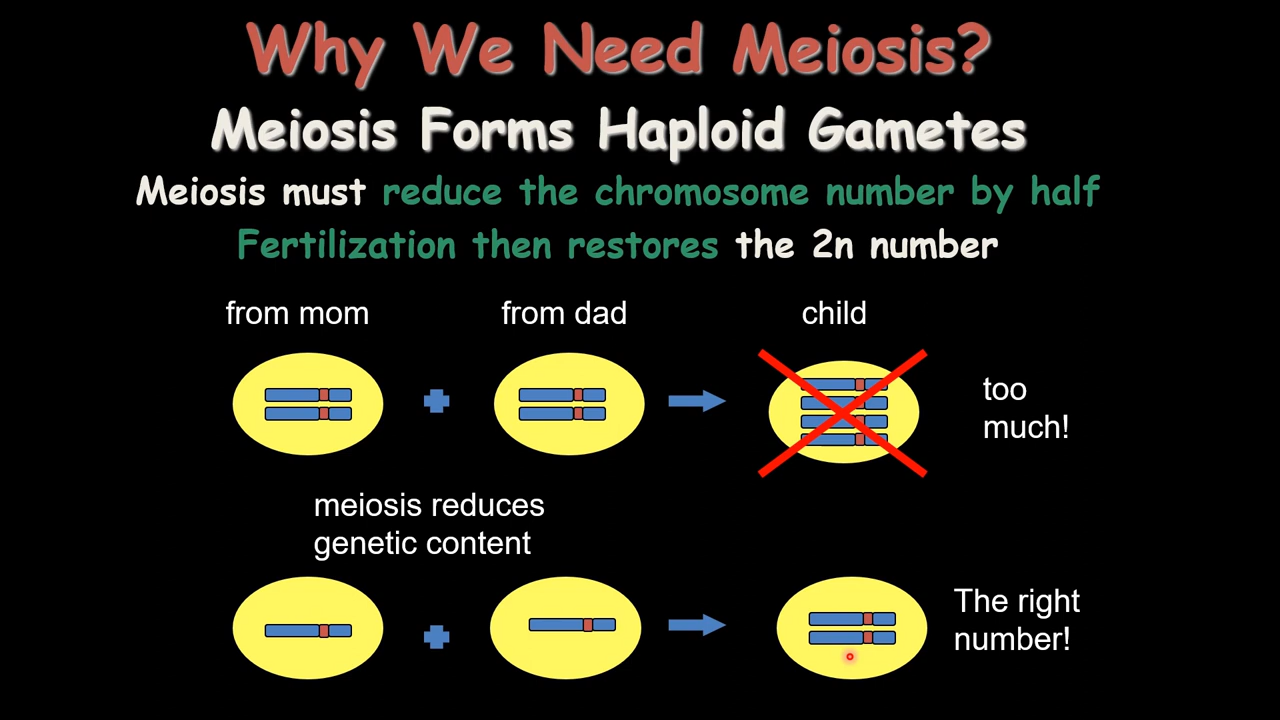 Why We Need Meiosis?
Meiosis Forms Haploid Gametes
Meiosis must reduce the chromosome number by half
Fertilization then restores the 2n number
from mom
from dad
child
too
much!
meiosis reduces
genetic content
The right
number!